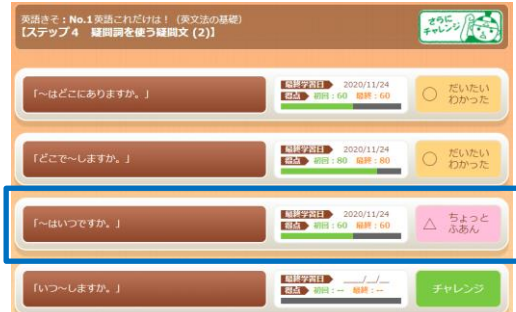 英語きそ:No.1英語これだけは!(英文法の基礎)
【ステップ4 疑問詞を使う疑問文 (2)】
さらに
チャレンジ
「~はどこにありますか。」
最終学習日 2020/11/24
得点 初回:60 最終:60
○ だいたい
わかった
「どこで~しますか。」
最終学習日 2020/11/24
得点 初回:80 最終:80
○ だいたい
わかった
「~はいつですか。」
最終学習日 2020/11/24
得点 初回:60 最終:60
△ ちょっと
ふあん
「いつ~しますか。」
最終学習日 __/_/_
得点 初回:-- 最終:--
チャレンジ